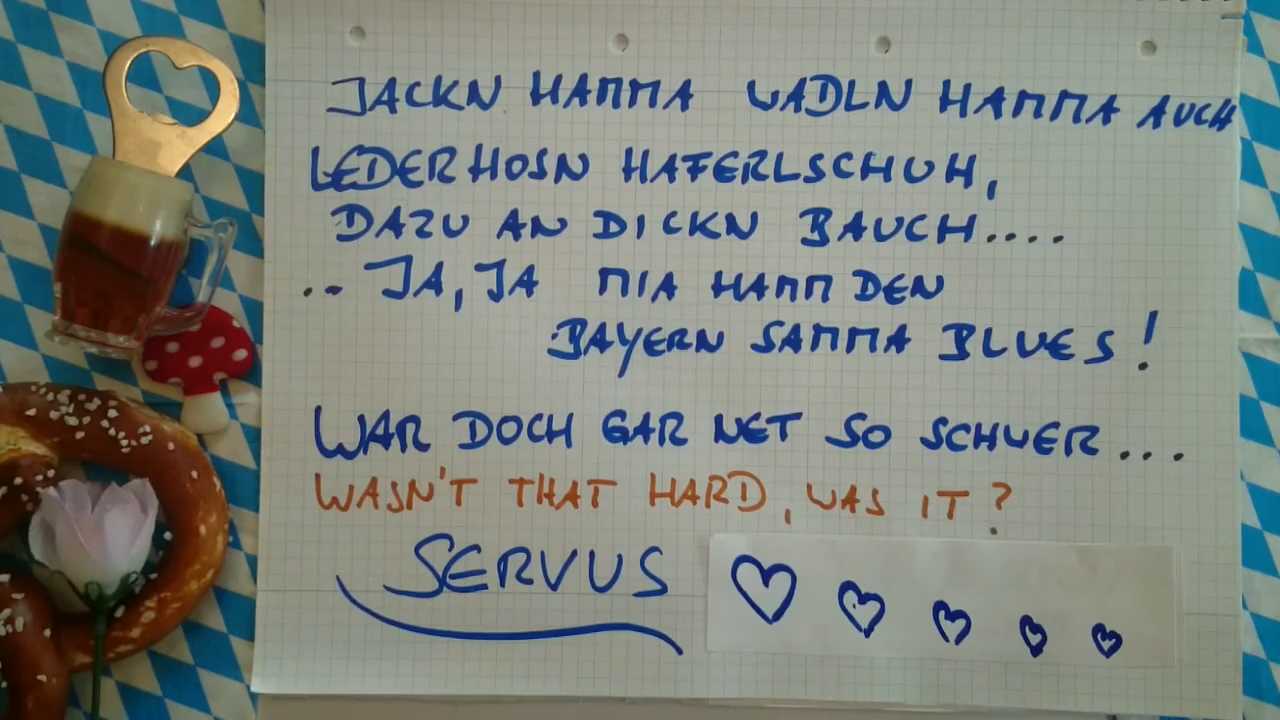 JACKN HAMMA WADLN HAMMA AUCH
LEDERHOSN HAFERLSCHUH,
DAZU AN DICKN BAUCH....
.. JA, JA MIA HAMM DEN
BAYERN SAMMA BLUES!
WAR DOCH GAR NET SO SCHWER...
WASN'T THAT HARD, WAS IT?
SERVUS